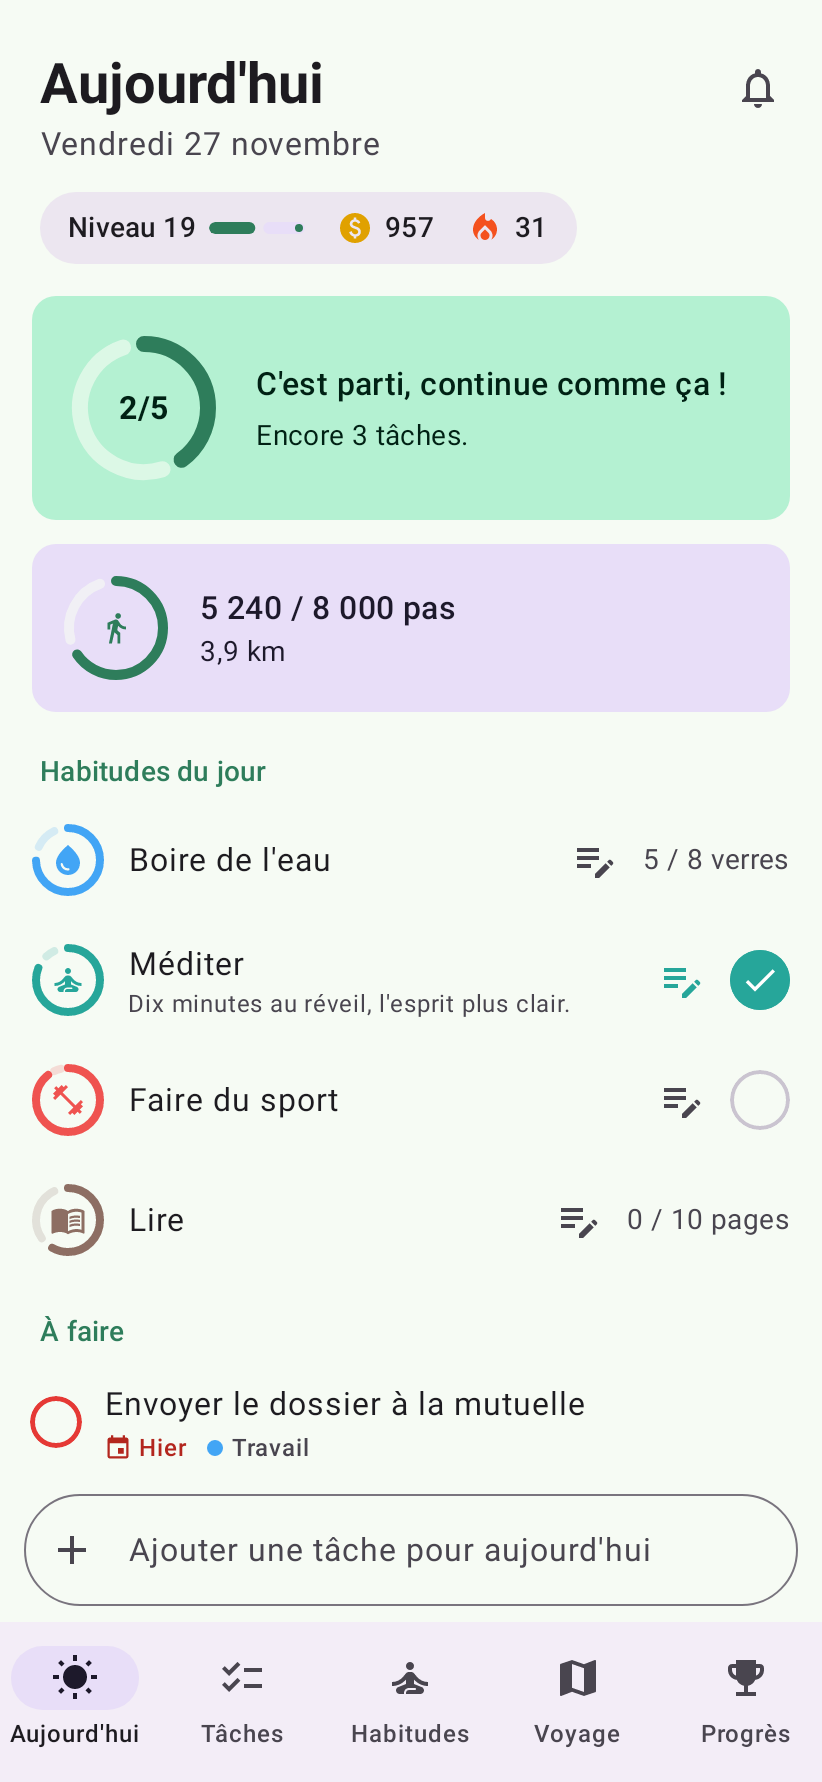 Aujourd'hui
Vendredi 27 novembre
Niveau 19 957 31
2/5
C'est parti, continue comme ça !
Encore 3 tâches.
5 240 / 8 000 pas
3,9 km
Habitudes du jour
Boire de l'eau 5 / 8 verres
Méditer
Dix minutes au réveil, l'esprit plus clair.
Faire du sport
Lire 0 / 10 pages
À faire
Envoyer le dossier à la mutuelle
Hier Travail
Ajouter une tâche pour aujourd'hui
Aujourd'hui Tâches Habitudes Voyage Progrès